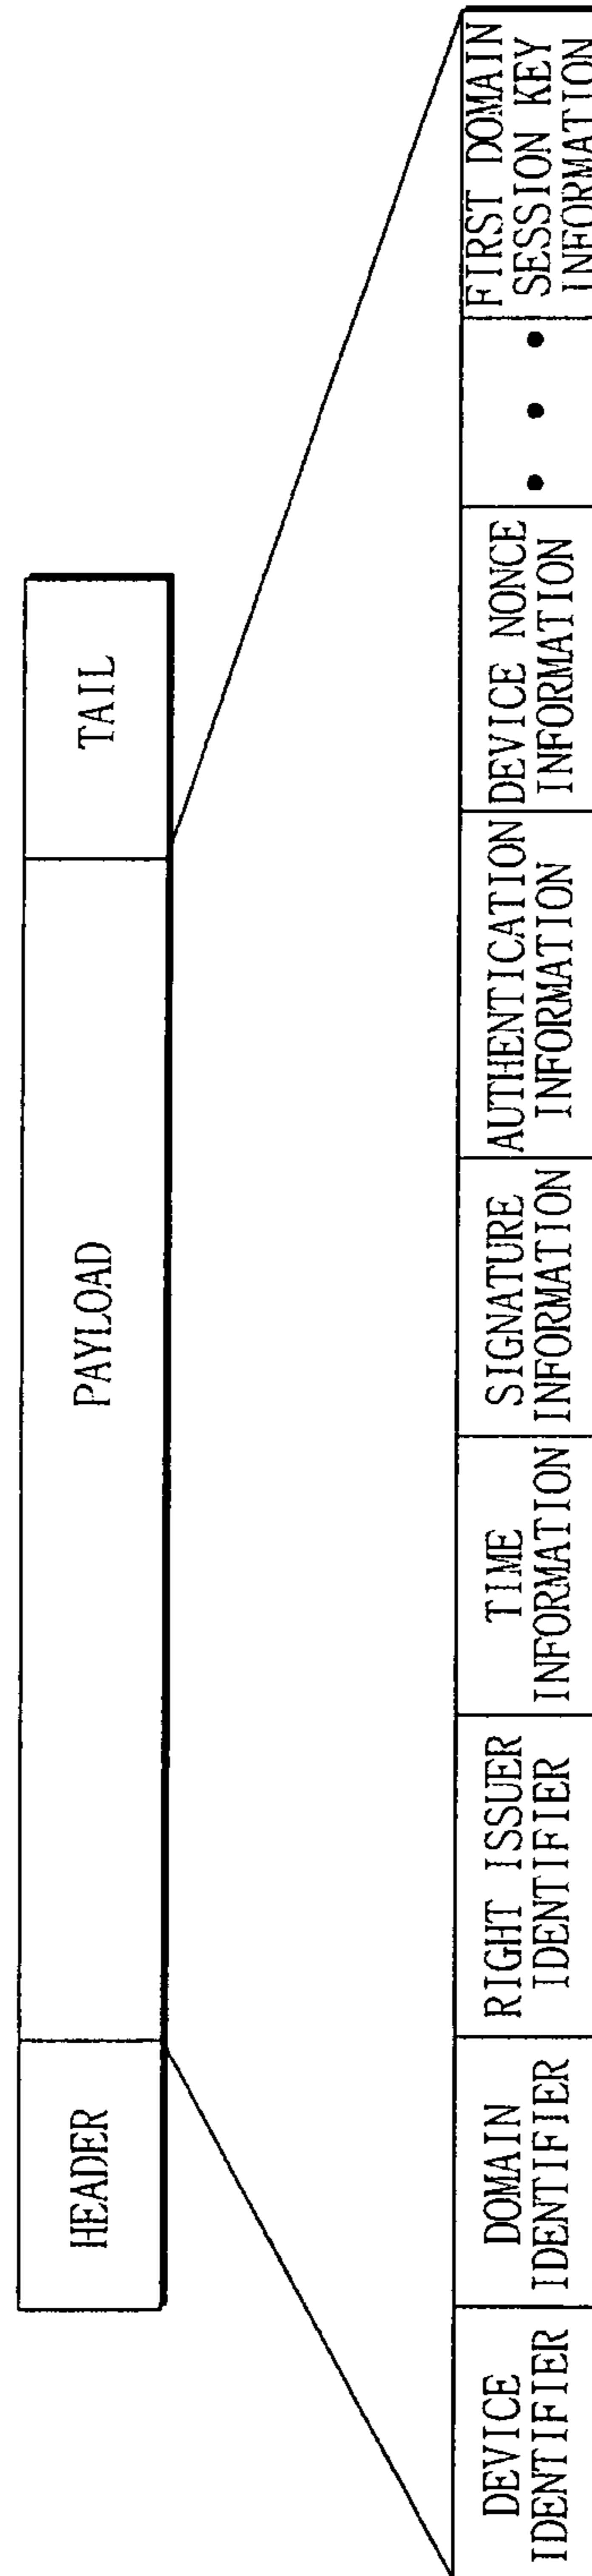 HEADER
PAYLOAD
TAIL
DEVICE
IDENTIFIER
DOMAIN
IDENTIFIER
RIGHT ISSUER
IDENTIFIER
TIME
INFORMATION
SIGNATURE
INFORMATION
AUTHENTICATION
INFORMATION
DEVICE NONCE
INFORMATION
• • •
FIRST DOMAIN
SESSION KEY
INFORMATION